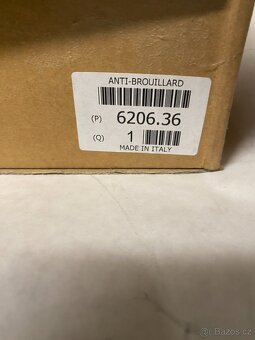 ANTI-BROUILLARD
(P) 6206.36
(Q) 1
MADE IN ITALY
Bazos.cz